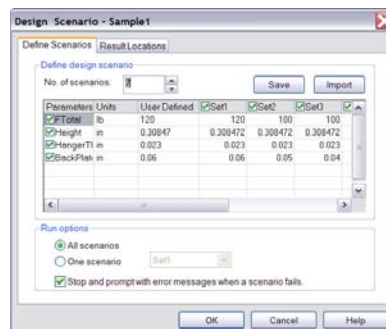 Design Scenario - Sample1
Define Scenarios Result Locations
Define design scenario
No. of scenarios: 7 Save Import
Parameters Units User Defined Set1 Set2 Set3
FTotal lb 120 120 100 100
Height in 0.30847 0.308472 0.308472 0.308472
HangerTl in 0.023 0.023 0.023 0.023
BackPlat in 0.06 0.06 0.05 0.04
Run options
All scenarios
One scenario Set1
Stop and prompt with error messages when a scenario fails.
OK Cancel Help